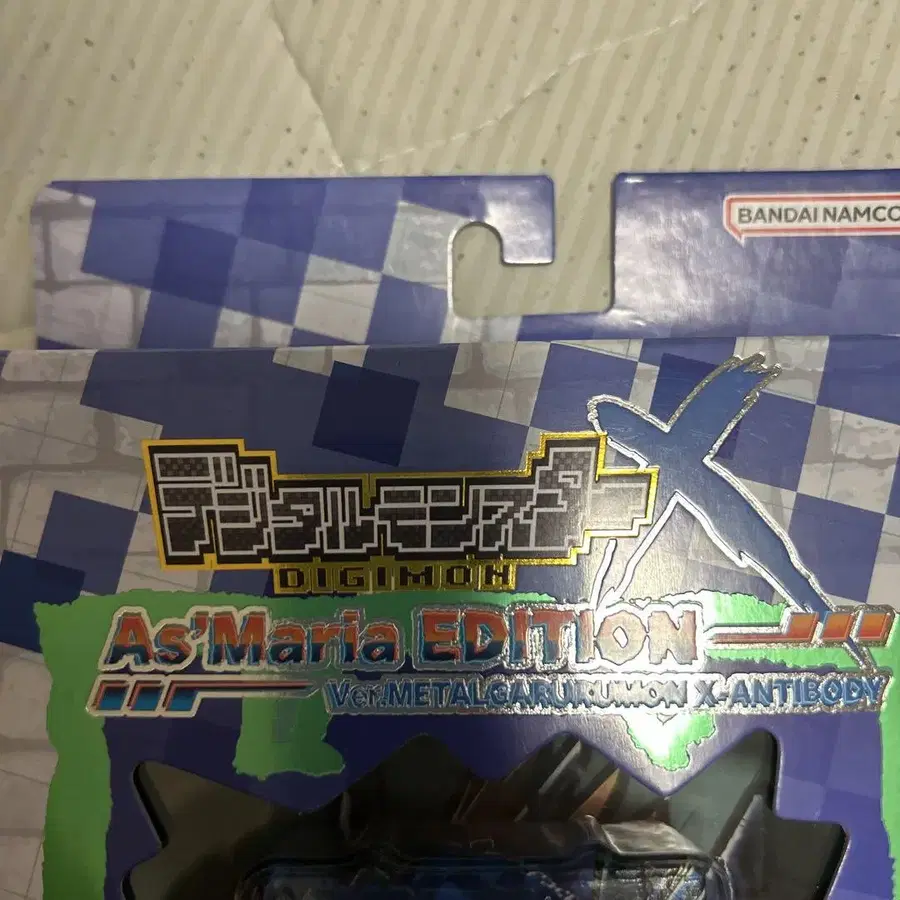 BANDAI NAMCO
デジタルモンスター X
DIGIMON
As'Maria EDITION
Ver.METALGARURUMON X-ANTIBODY